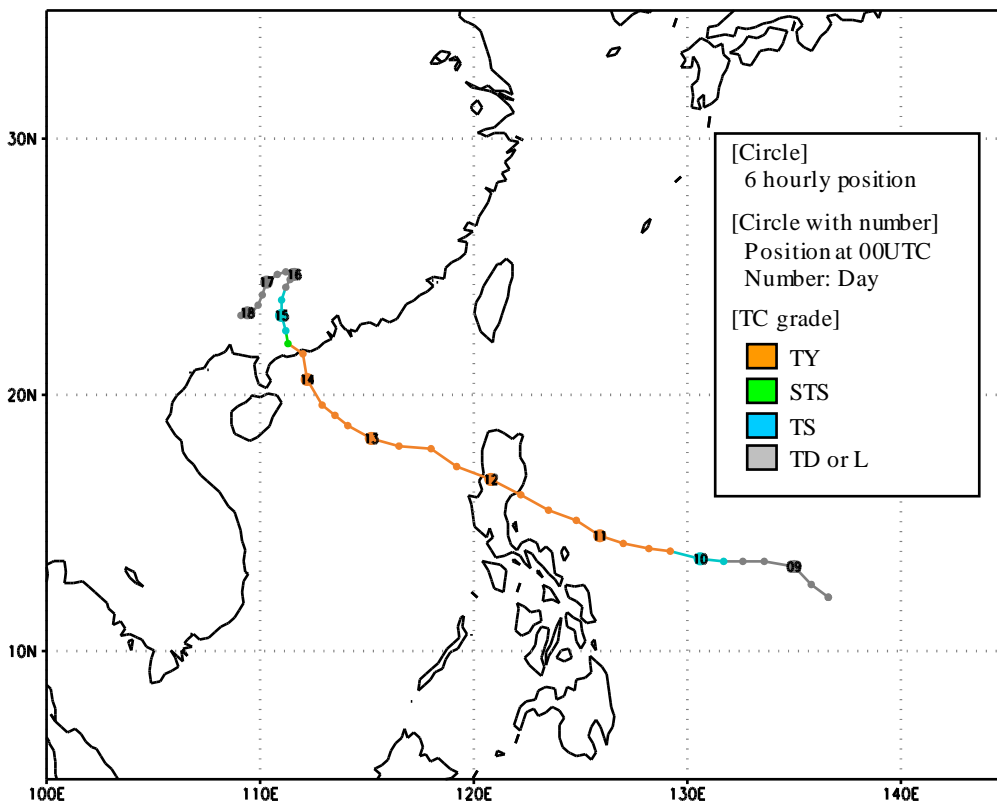 30N
20N
10N
100E
110E
120E
130E
140E
[Circle]
6 hourly position
[Circle with number]
Position at 00UTC
Number: Day
[TC grade]
TY
STS
TS
TD or L
16
17
18
15
14
13
12
11
10
09